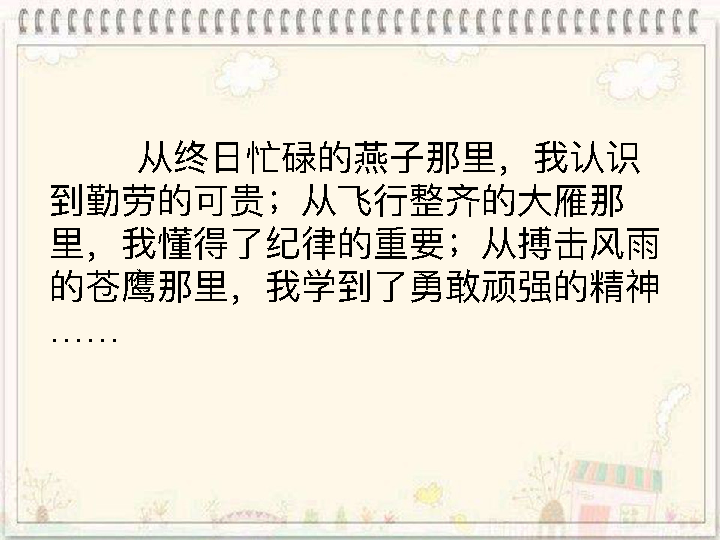 从终日忙碌的燕子那里，我认识
到勤劳的可贵；从飞行整齐的大雁那
里，我懂得了纪律的重要；从搏击风雨
的苍鹰那里，我学到了勇敢顽强的精神
……